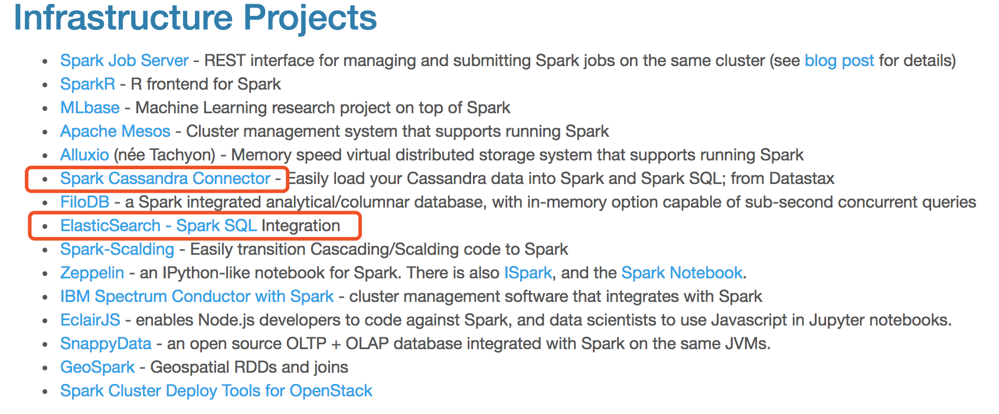 Infrastructure Projects
• Spark Job Server - REST interface for managing and submitting Spark jobs on the same cluster (see blog post for details)
• SparkR - R frontend for Spark
• MLbase - Machine Learning research project on top of Spark
• Apache Mesos - Cluster management system that supports running Spark
• Alluxio (née Tachyon) - Memory speed virtual distributed storage system that supports running Spark
• Spark Cassandra Connector - Easily load your Cassandra data into Spark and Spark SQL; from Datastax
• FiloDB - a Spark integrated analytical/columnar database, with in-memory option capable of sub-second concurrent queries
• ElasticSearch - Spark SQL Integration
• Spark-Scalding - Easily transition Cascading/Scalding code to Spark
• Zeppelin - an IPython-like notebook for Spark. There is also ISpark, and the Spark Notebook.
• IBM Spectrum Conductor with Spark - cluster management software that integrates with Spark
• EclairJS - enables Node.js developers to code against Spark, and data scientists to use Javascript in Jupyter notebooks.
• SnappyData - an open source OLTP + OLAP database integrated with Spark on the same JVMs.
• GeoSpark - Geospatial RDDs and joins
• Spark Cluster Deploy Tools for OpenStack